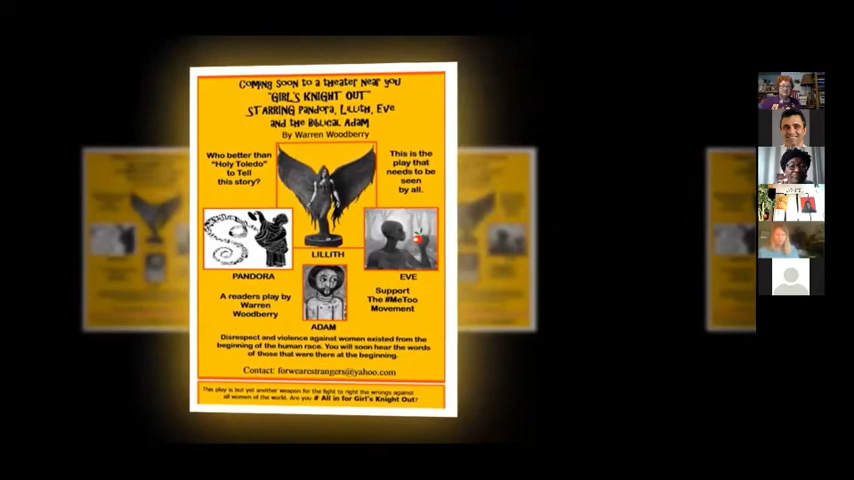 Coming Soon to a theater near you
"GIRL'S KNIGHT OUT"
STARRING Pandora, Lilith, Eve
and the Biblical Adam
By Warren Woodberry
Who better than
"Holy Toledo"
to Tell
this story?
This is the
play that
needs to be
seen
by all.
LILLITH
PANDORA
EVE
A readers play by
Warren
Woodberry
Support
The #MeToo
Movement
ADAM
Disrespect and violence against women existed from the
beginning of the human race. You will soon hear the words
of those that were there at the beginning.
Contact: forwearestrangers@yahoo.com
This play is but yet another weapon for the fight to right the wrongs against
all women of the world. Are you # All in for Girl's Knight Out?